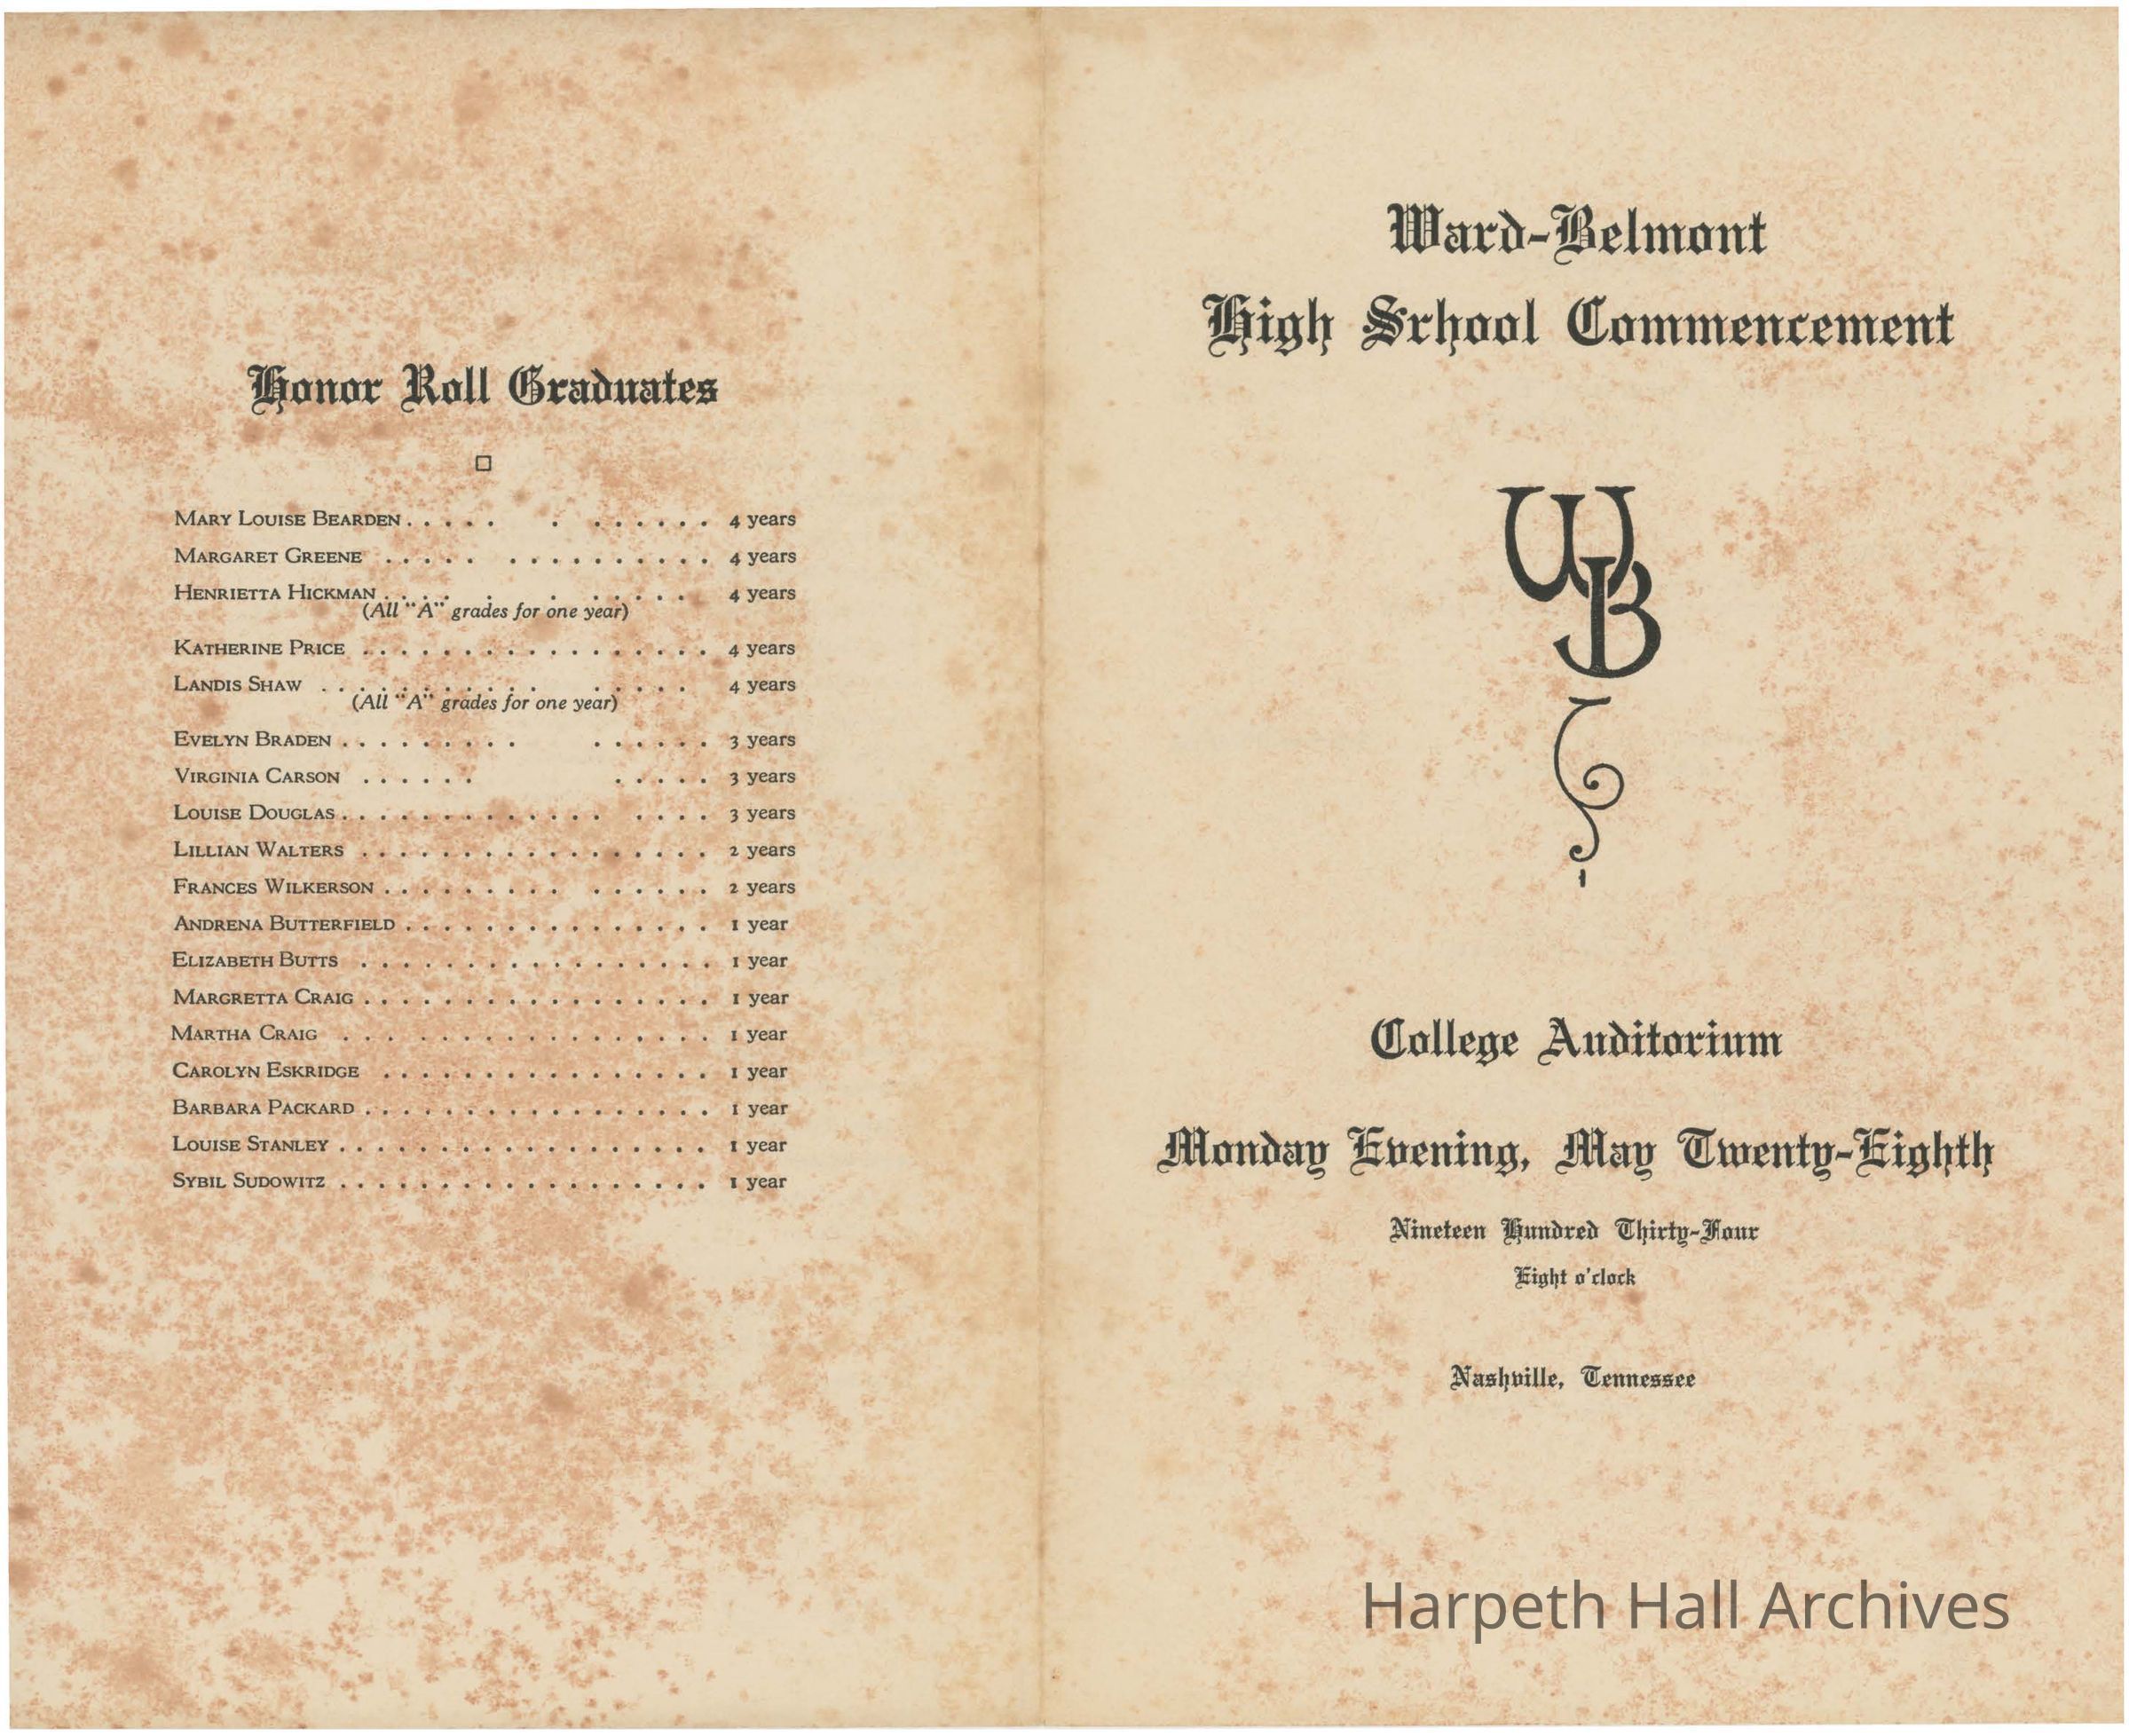 Honor Roll Graduates
MARY LOUISE BEARDEN . . . . . . . . . . . . 4 years
MARGARET GREENE . . . . . . . . . . . . . . . 4 years
HENRIETTA HICKMAN . . . . . . . . . . . 4 years
(All "A" grades for one year)
KATHERINE PRICE . . . . . . . . . . . . . . . . . . 4 years
LANDIS SHAW . . . . . . . . . . . . . . . . 4 years
(All "A" grades for one year)
EVELYN BRADEN . . . . . . . . . . . . . . . 3 years
VIRGINIA CARSON . . . . . . . . . . . 3 years
LOUISE DOUGLAS . . . . . . . . . . . . . . . . . 3 years
LILLIAN WALTERS . . . . . . . . . . . . . . . . . . 2 years
FRANCES WILKERSON . . . . . . . . . . . . . . . 2 years
ANDRENA BUTTERFIELD . . . . . . . . . . . . . . . . 1 year
ELIZABETH BUTTS . . . . . . . . . . . . . . . . . . 1 year
MARGRETTA CRAIG . . . . . . . . . . . . . . . . . . 1 year
MARTHA CRAIG . . . . . . . . . . . . . . . . . . 1 year
CAROLYN ESKRIDGE . . . . . . . . . . . . . . . . . 1 year
BARBARA PACKARD . . . . . . . . . . . . . . . . . . 1 year
LOUISE STANLEY . . . . . . . . . . . . . . . . . . . 1 year
SYBIL SUDOWITZ . . . . . . . . . . . . . . . . . . . 1 year
Ward-Belmont
High School Commencement
WB
College Auditorium
Monday Evening, May Twenty-Eighth
Nineteen Hundred Thirty-Four
Eight o'clock
Nashville, Tennessee
Harpeth Hall Archives